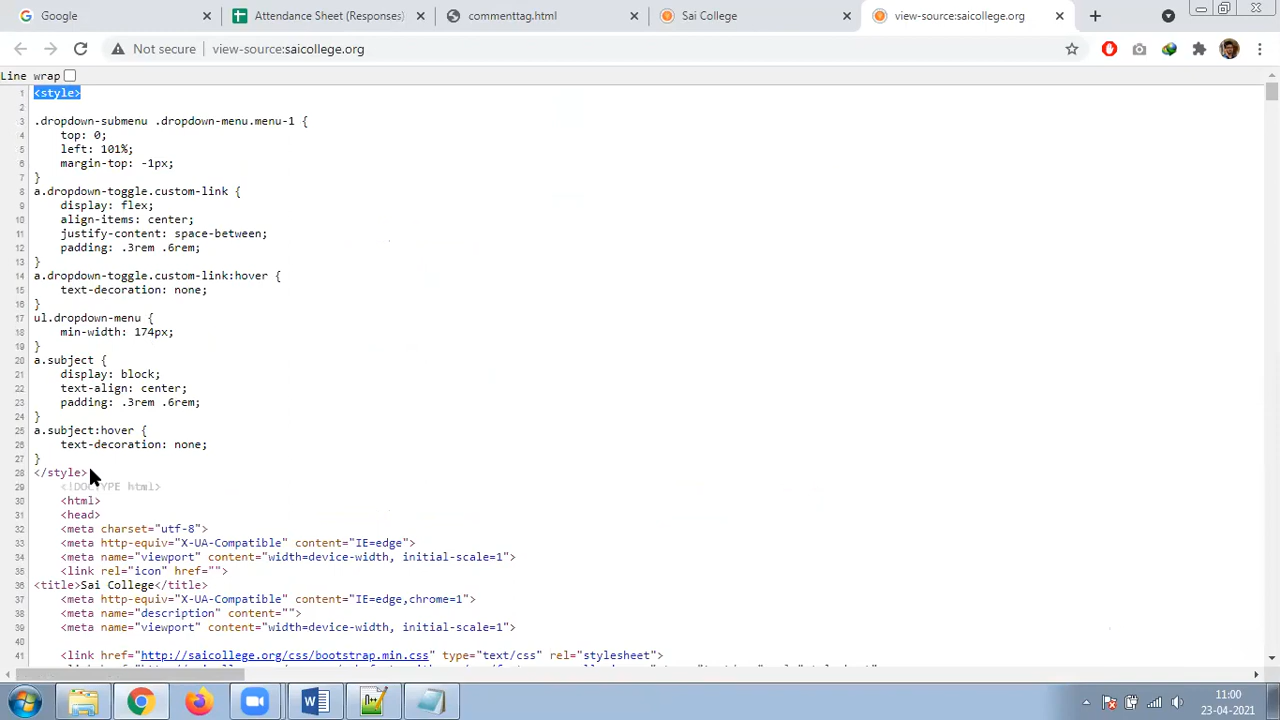 Google
Attendance Sheet (Responses)
commenttag.html
Sai College
view-source:saicollege.org
Not secure
view-source:saicollege.org
Line wrap
1 <style>
2
3 .dropdown-submenu .dropdown-menu.menu-1 {
4 top: 0;
5 left: 101%;
6 margin-top: -1px;
7 }
8 a.dropdown-toggle.custom-link {
9 display: flex;
10 align-items: center;
11 justify-content: space-between;
12 padding: .3rem .6rem;
13 }
14 a.dropdown-toggle.custom-link:hover {
15 text-decoration: none;
16 }
17 ul.dropdown-menu {
18 min-width: 174px;
19 }
20 a.subject {
21 display: block;
22 text-align: center;
23 padding: .3rem .6rem;
24 }
25 a.subject:hover {
26 text-decoration: none;
27 }
28 </style>
29 <!DOCTYPE html>
30 <html>
31 <head>
32 <meta charset="utf-8">
33 <meta http-equiv="X-UA-Compatible" content="IE=edge">
34 <meta name="viewport" content="width=device-width, initial-scale=1">
35 <link rel="icon" href="">
36 <title>Sai College</title>
37 <meta http-equiv="X-UA-Compatible" content="IE=edge,chrome=1">
38 <meta name="description" content="">
39 <meta name="viewport" content="width=device-width, initial-scale=1">
40
41 <link href="http://saicollege.org/css/bootstrap.min.css" type="text/css" rel="stylesheet">
11:00
23-04-2021